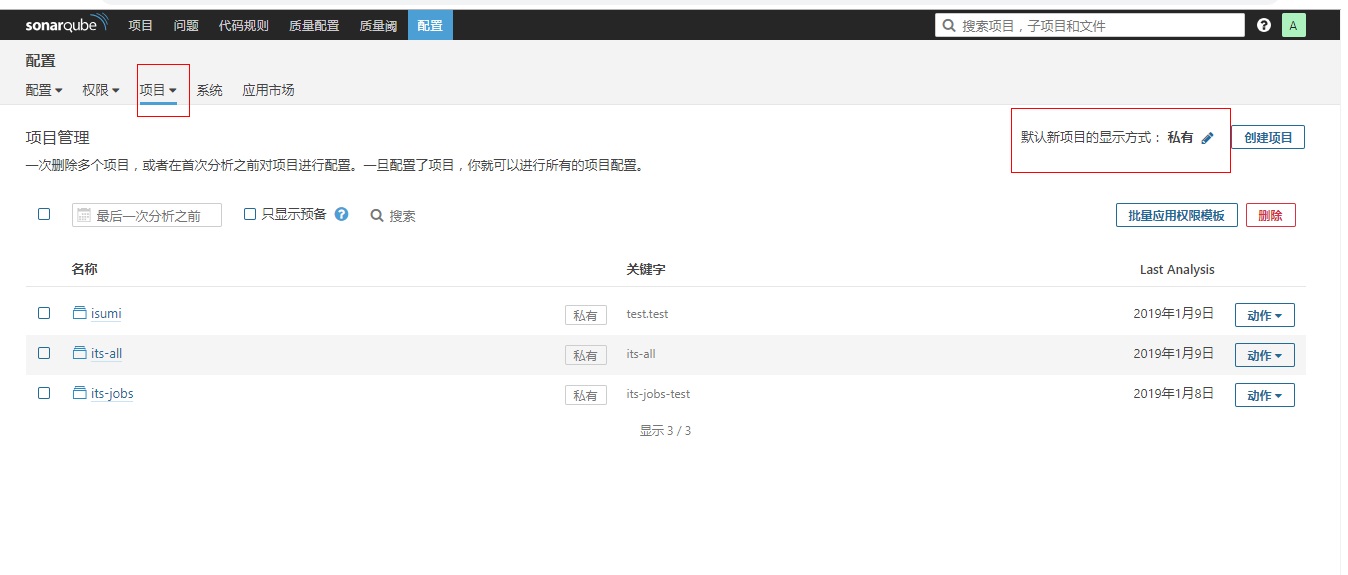 sonarqube 项目 问题 代码规则 质量配置 质量阈 配置 搜索项目，子项目和文件 ? A
配置
配置 权限 项目 系统 应用市场
项目管理 默认新项目的显示方式： 私有 创建项目
一次删除多个项目，或者在首次分析之前对项目进行配置。一旦配置了项目，你就可以进行所有的项目配置。
最后一次分析之前 只显示预备 ? 搜索 批量应用权限模板 删除
名称 关键字 Last Analysis
isumi 私有 test.test 2019年1月9日 动作
its-all 私有 its-all 2019年1月9日 动作
its-jobs 私有 its-jobs-test 2019年1月8日 动作
显示 3 / 3